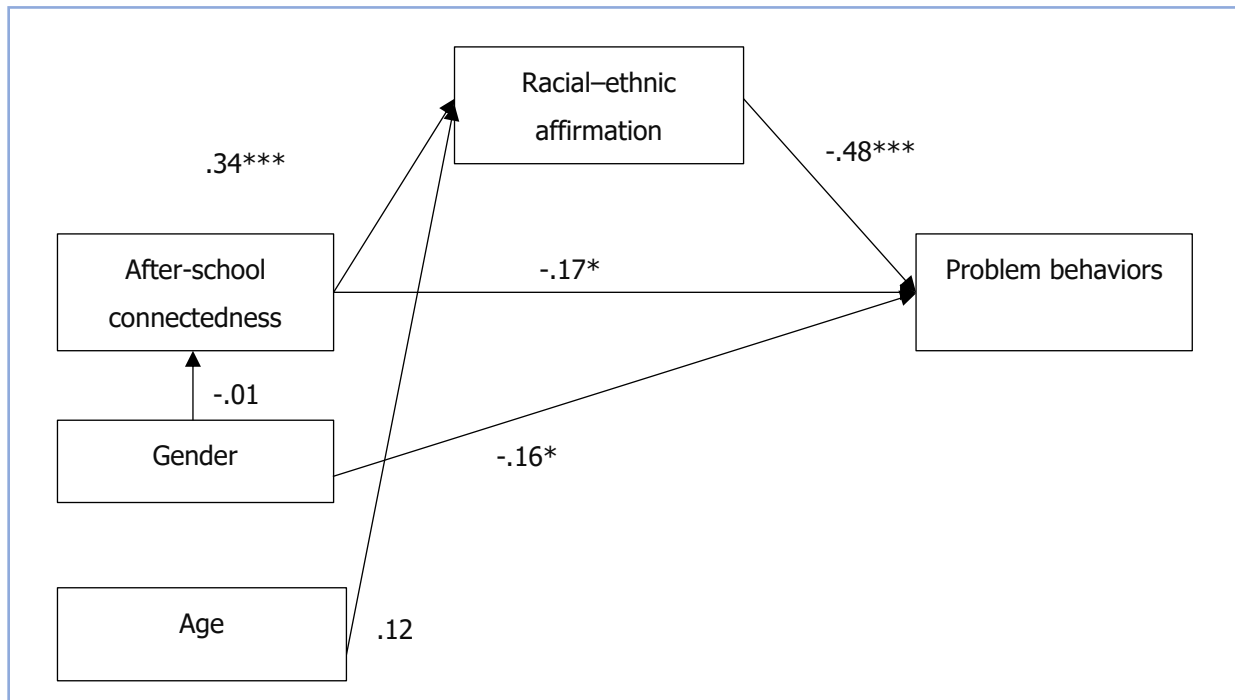 Racial–ethnic
affirmation
.34***
-.48***
After-school
connectedness
-.17*
Problem behaviors
-.01
Gender
-.16*
Age
.12